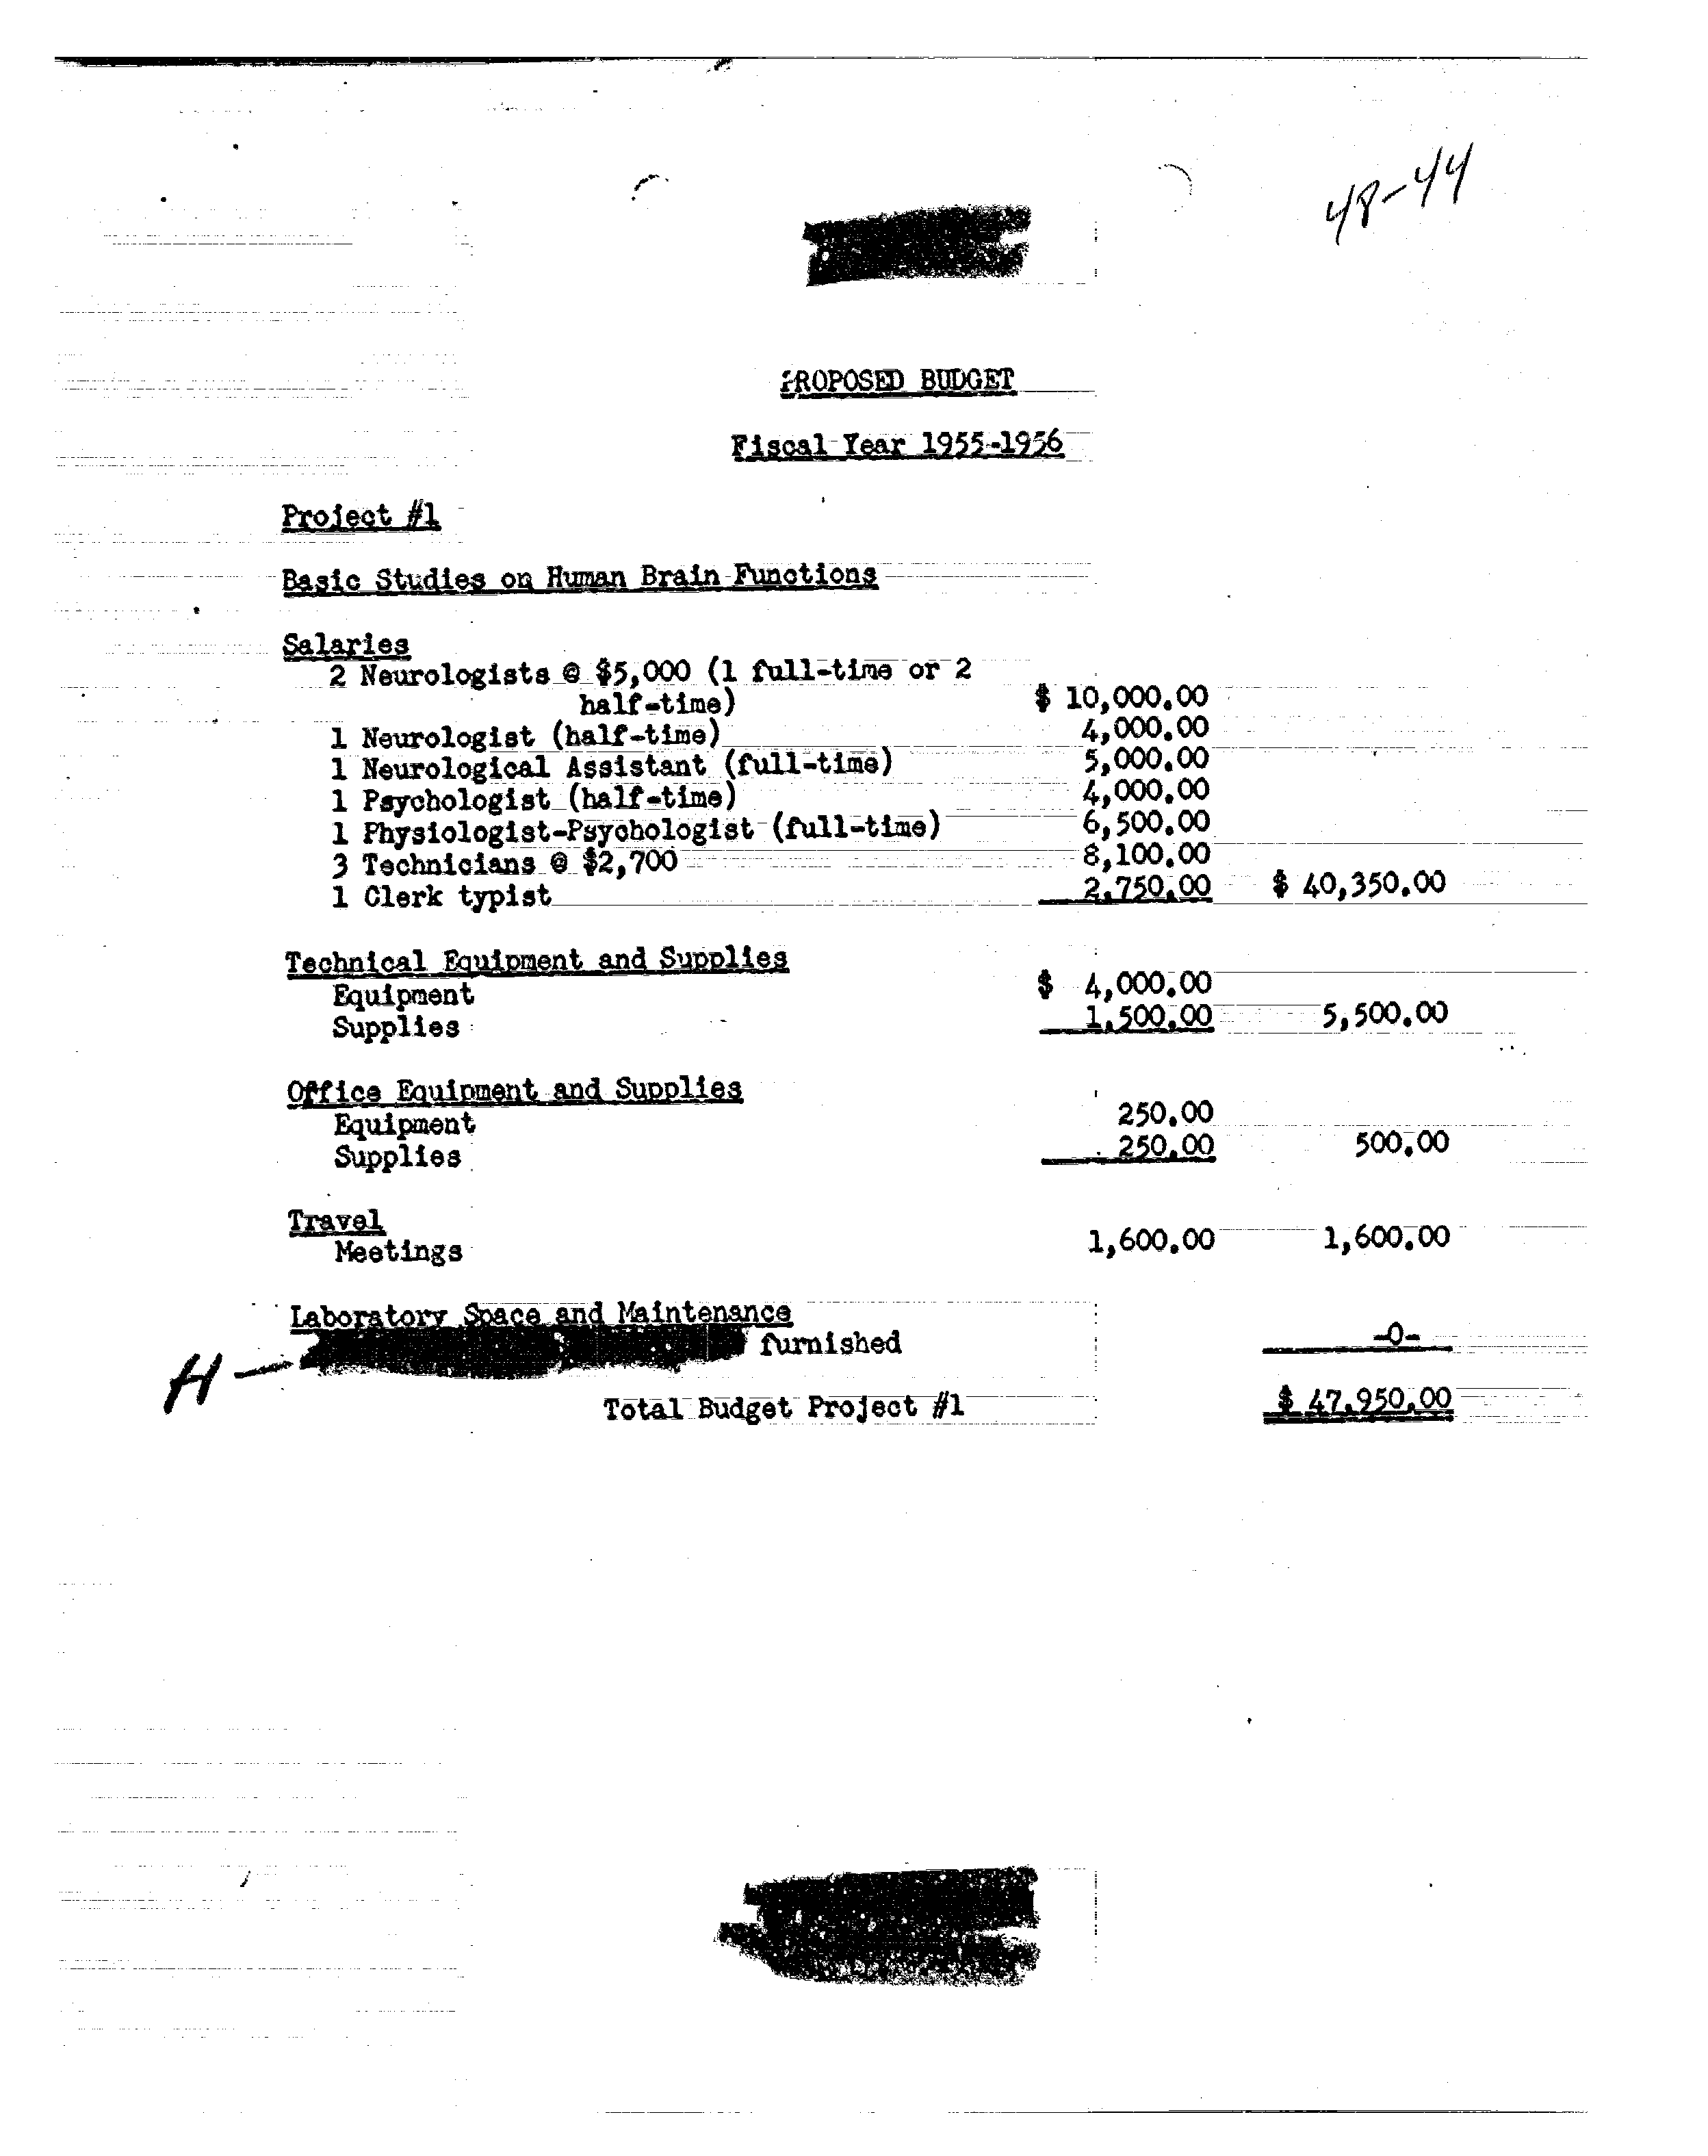 48-44
PROPOSED BUDGET
Fiscal Year 1955-1956
Project #1
Basic Studies on Human Brain Functions
Salaries
2 Neurologists @ $5,000 (1 full-time or 2
half-time) $ 10,000.00
1 Neurologist (half-time) 4,000.00
1 Neurological Assistant (full-time) 5,000.00
1 Psychologist (half-time) 4,000.00
1 Physiologist-Psychologist (full-time) 6,500.00
3 Technicians @ $2,700 8,100.00
1 Clerk typist 2,750.00 $ 40,350.00
Technical Equipment and Supplies
Equipment $ 4,000.00
Supplies 1,500.00 5,500.00
Office Equipment and Supplies
Equipment 250.00
Supplies 250.00 500.00
Travel
Meetings 1,600.00 1,600.00
Laboratory Space and Maintenance
furnished -0-
H-
Total Budget Project #1 $ 47,950.00